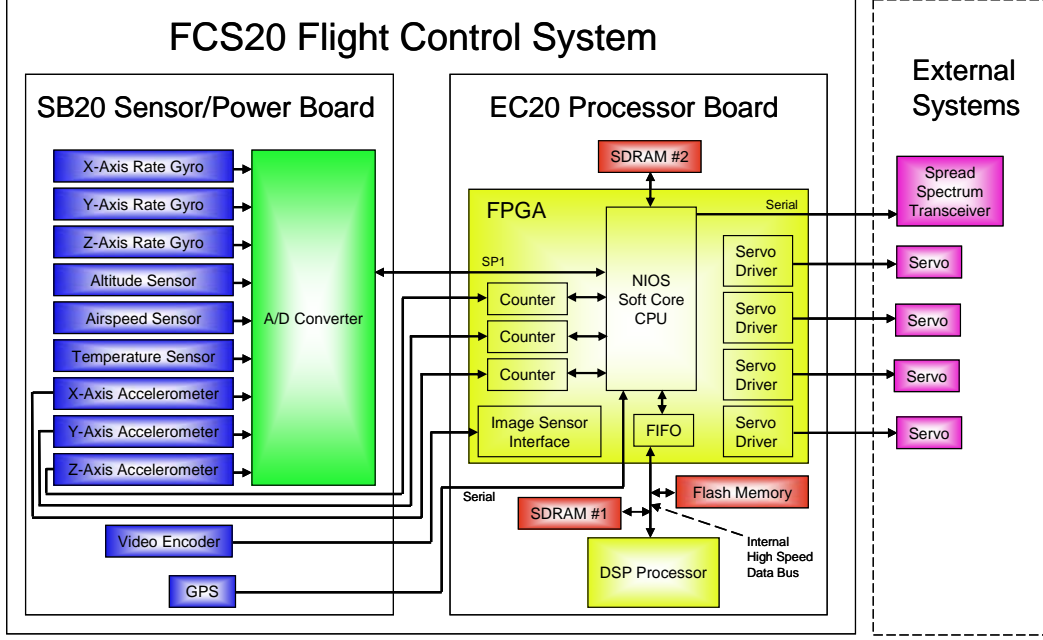 FCS20 Flight Control System
SB20 Sensor/Power Board
X-Axis Rate Gyro
Y-Axis Rate Gyro
Z-Axis Rate Gyro
Altitude Sensor
Airspeed Sensor
Temperature Sensor
X-Axis Accelerometer
Y-Axis Accelerometer
Z-Axis Accelerometer
A/D Converter
Video Encoder
GPS
EC20 Processor Board
SDRAM #2
FPGA
Serial
SP1
NIOS
Soft Core
CPU
Counter
Counter
Counter
Image Sensor
Interface
FIFO
Servo
Driver
Servo
Driver
Servo
Driver
Servo
Driver
Serial
Flash Memory
SDRAM #1
Internal
High Speed
Data Bus
DSP Processor
External
Systems
Spread
Spectrum
Transceiver
Servo
Servo
Servo
Servo